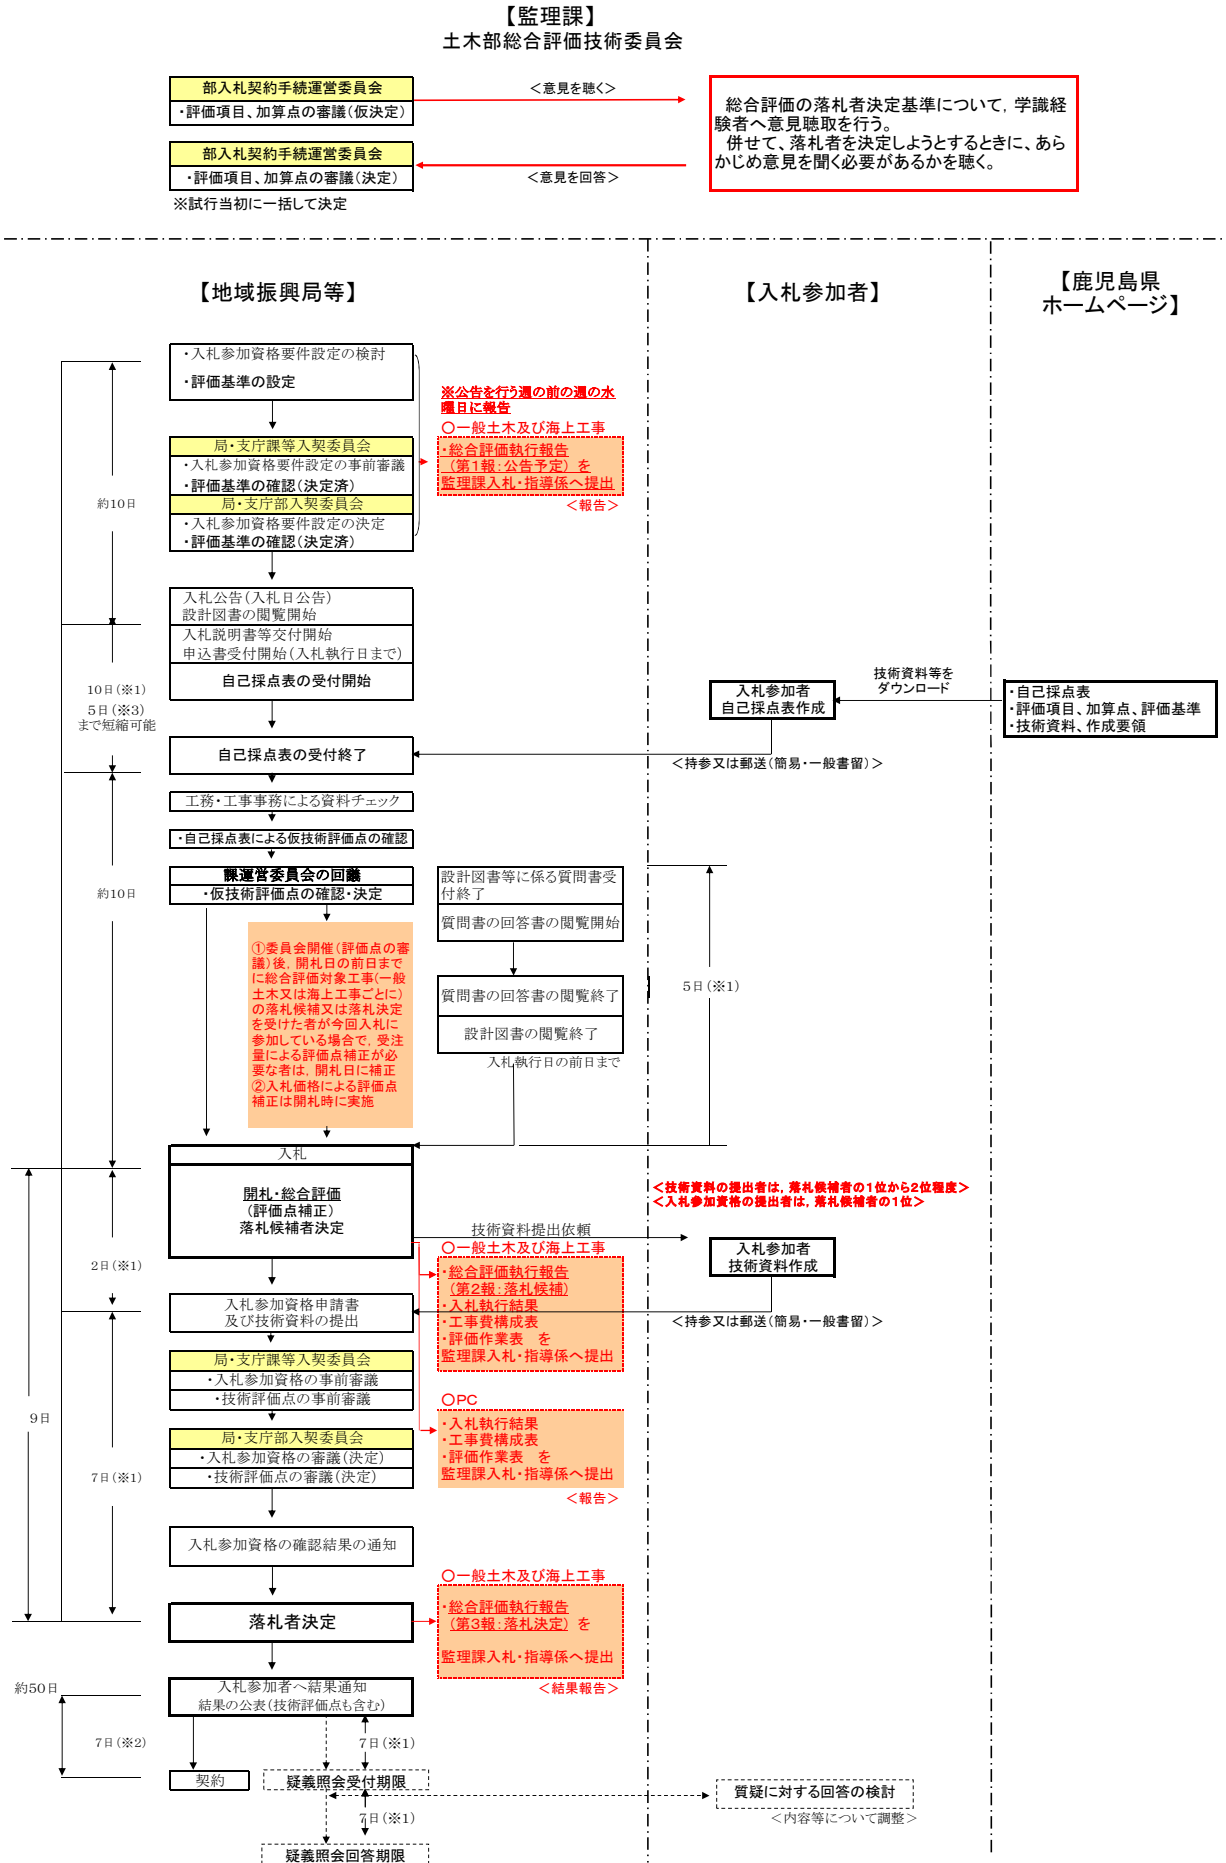 【監理課】
土木部総合評価技術委員会
部入札契約手続運営委員会
・評価項目、加算点の審議(仮決定)
＜意見を聴く＞
総合評価の落札者決定基準について, 学識経
験者へ意見聴取を行う。
併せて、落札者を決定しようとするときに、あら
かじめ意見を聞く必要があるかを聴く。
部入札契約手続運営委員会
・評価項目、加算点の審議(決定)
＜意見を回答＞
※試行当初に一括して決定
【地域振興局等】
【入札参加者】
【鹿児島県
ホームページ】
・入札参加資格要件設定の検討
・評価基準の設定
※公告を行う週の前の週の水
曜日に報告
○一般土木及び海上工事
・総合評価執行報告
(第1報：公告予定) を
監理課入札・指導係へ提出
＜報告＞
局・支庁課等入契委員会
・入札参加資格要件設定の事前審議
・評価基準の確認(決定済)
局・支庁部入契委員会
・入札参加資格要件設定の決定
・評価基準の確認(決定済)
約10日
入札公告(入札日公告)
設計図書の閲覧開始
入札説明書等交付開始
申込書受付開始(入札執行日まで)
自己採点表の受付開始
10日(※1)
5日(※3)
まで短縮可能
入札参加者
自己採点表作成
技術資料等を
ダウンロード
・自己採点表
・評価項目、加算点、評価基準
・技術資料、作成要領
自己採点表の受付終了
＜持参又は郵送(簡易・一般書留)＞
工務・工事事務による資料チェック
・自己採点表による仮技術評価点の確認
課運営委員会の回議
・仮技術評価点の確認・決定
約10日
設計図書等に係る質問書受
付終了
質問書の回答書の閲覧開始
①委員会開催(評価点の審
議)後, 開札日の前日まで
に総合評価対象工事(一般
土木又は海上工事ごとに)
の落札候補又は落札決定
を受けた者が今回入札に
参加している場合で, 受注
量による評価点補正が必
要な者は, 開札日に補正
②入札価格による評価点
補正は開札時に実施
質問書の回答書の閲覧終了
設計図書の閲覧終了
入札執行日の前日まで
5日(※1)
入札
開札・総合評価
(評価点補正)
落札候補者決定
＜技術資料の提出者は, 落札候補者の1位から2位程度＞
＜入札参加資格の提出者は, 落札候補者の1位＞
技術資料提出依頼
入札参加者
技術資料作成
2日(※1)
○一般土木及び海上工事
・総合評価執行報告
(第2報：落札候補)
・入札執行結果
・工事費構成表
・評価作業表 を
監理課入札・指導係へ提出
入札参加資格申請書
及び技術資料の提出
＜持参又は郵送(簡易・一般書留)＞
局・支庁課等入契委員会
・入札参加資格の事前審議
・技術評価点の事前審議
○PC
・入札執行結果
・工事費構成表
・評価作業表 を
監理課入札・指導係へ提出
＜報告＞
9日
7日(※1)
局・支庁部入契委員会
・入札参加資格の審議(決定)
・技術評価点の審議(決定)
入札参加資格の確認結果の通知
○一般土木及び海上工事
・総合評価執行報告
(第3報：落札決定) を
監理課入札・指導係へ提出
＜結果報告＞
落札者決定
約50日
入札参加者へ結果通知
結果の公表(技術評価点も含む)
7日(※2)
7日(※1)
契約
疑義照会受付期限
質疑に対する回答の検討
＜内容等について調整＞
7日(※1)
疑義照会回答期限